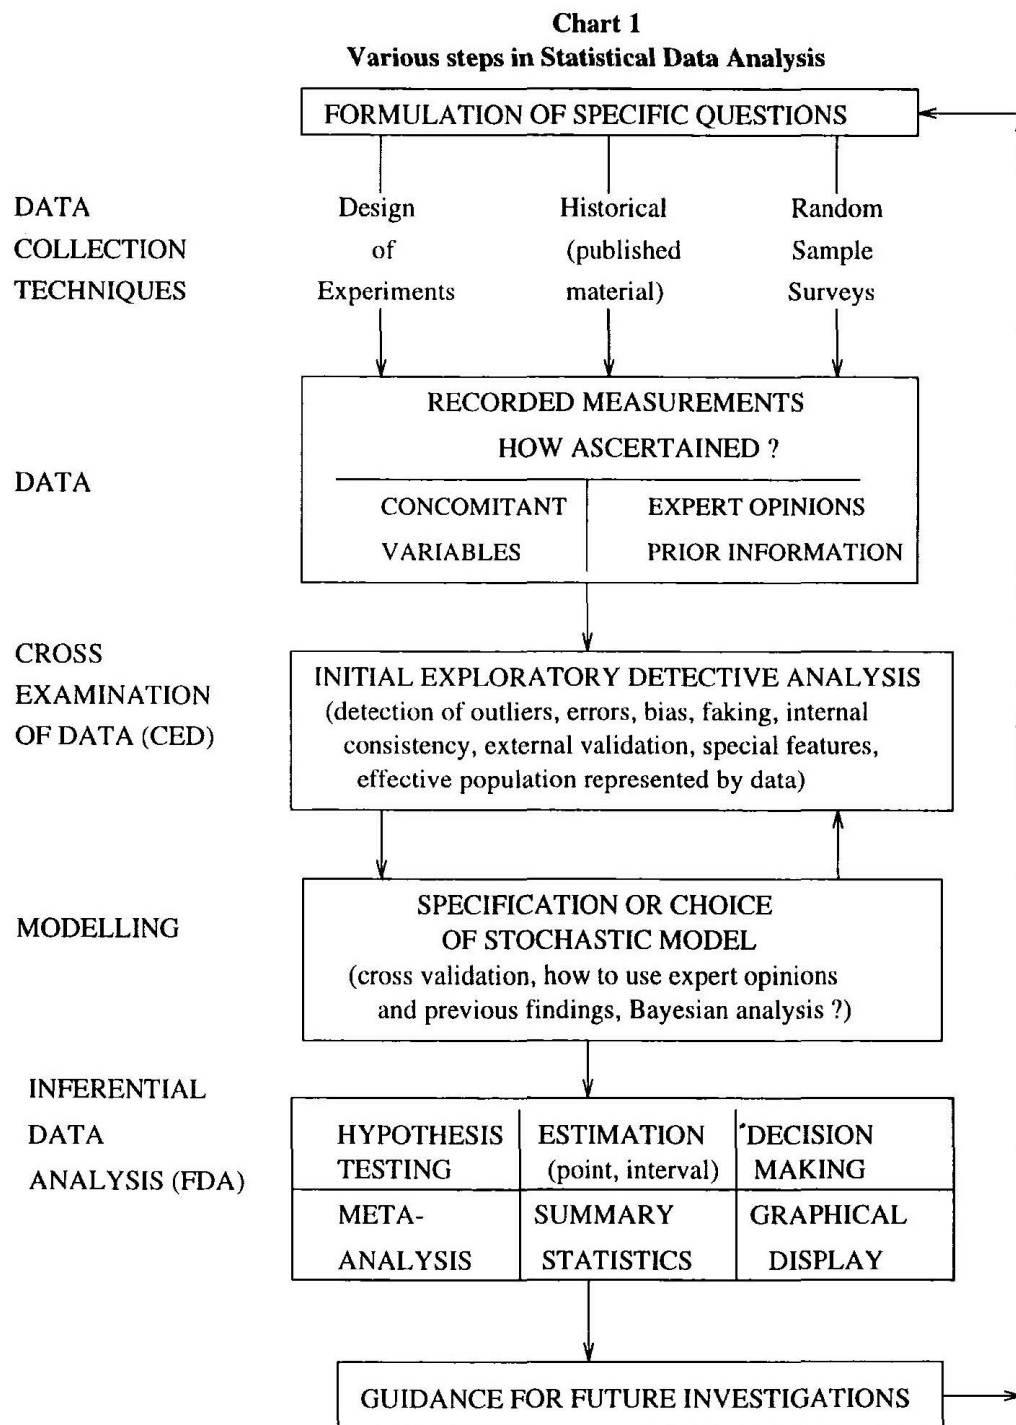 Chart 1
Various steps in Statistical Data Analysis
FORMULATION OF SPECIFIC QUESTIONS
DATA
COLLECTION
TECHNIQUES
Design
of
Experiments
Historical
(published
material)
Random
Sample
Surveys
DATA
RECORDED MEASUREMENTS
HOW ASCERTAINED ?
CONCOMITANT
VARIABLES
EXPERT OPINIONS
PRIOR INFORMATION
CROSS
EXAMINATION
OF DATA (CED)
INITIAL EXPLORATORY DETECTIVE ANALYSIS
(detection of outliers, errors, bias, faking, internal
consistency, external validation, special features,
effective population represented by data)
MODELLING
SPECIFICATION OR CHOICE
OF STOCHASTIC MODEL
(cross validation, how to use expert opinions
and previous findings, Bayesian analysis ?)
INFERENTIAL
DATA
ANALYSIS (FDA)
HYPOTHESIS
TESTING
ESTIMATION
(point, interval)
DECISION
MAKING
META-
ANALYSIS
SUMMARY
STATISTICS
GRAPHICAL
DISPLAY
GUIDANCE FOR FUTURE INVESTIGATIONS